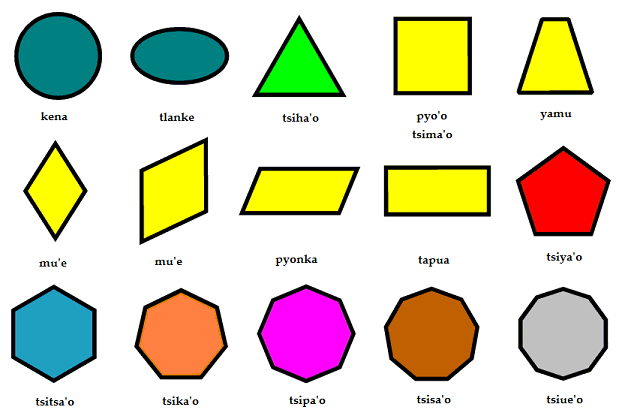 kena
tlanke
tsiha'o
pyo'o
tsima'o
yamu
mu'e
mu'e
pyonka
tapua
tsiya'o
tsitsa'o
tsika'o
tsipa'o
tsisa'o
tsiue'o